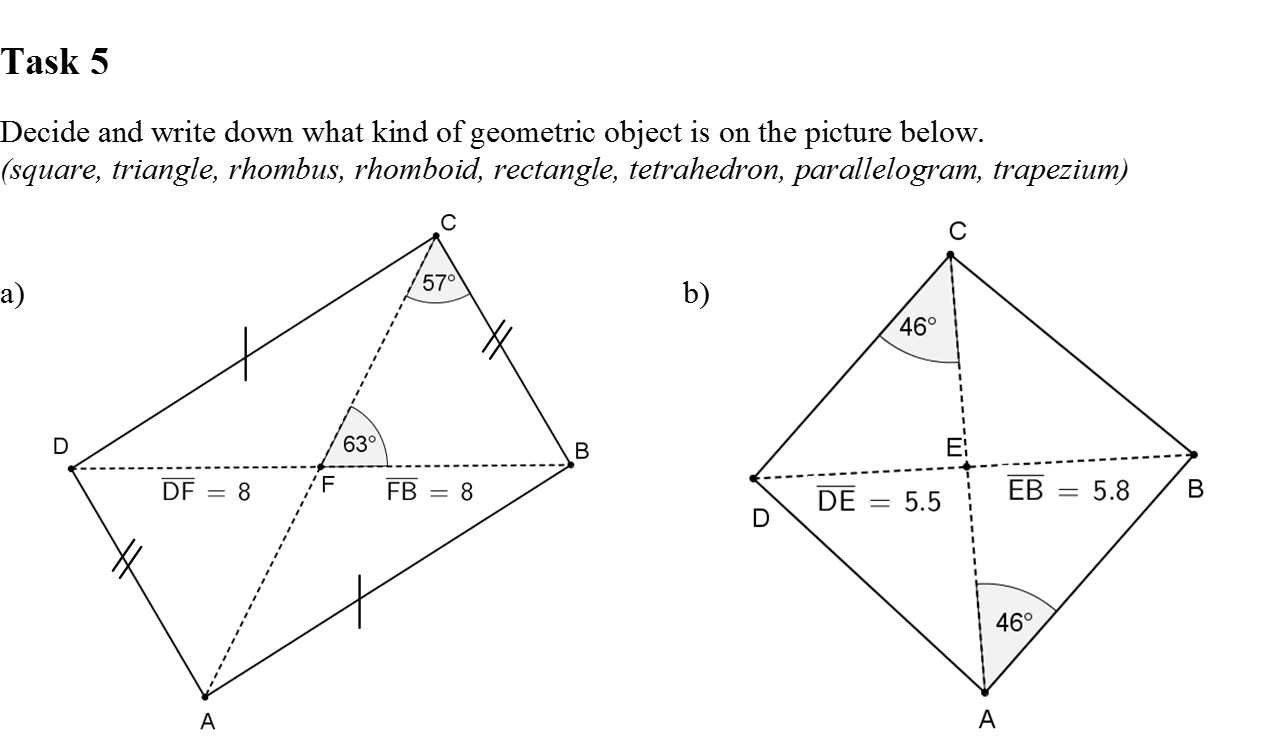 Task 5
Decide and write down what kind of geometric object is on the picture below.
(square, triangle, rhombus, rhomboid, rectangle, tetrahedron, parallelogram, trapezium)
a)
C
57°
D
63°
B
F
DF = 8
FB = 8
A
b)
C
46°
E
DE = 5.5
EB = 5.8
D
B
46°
A